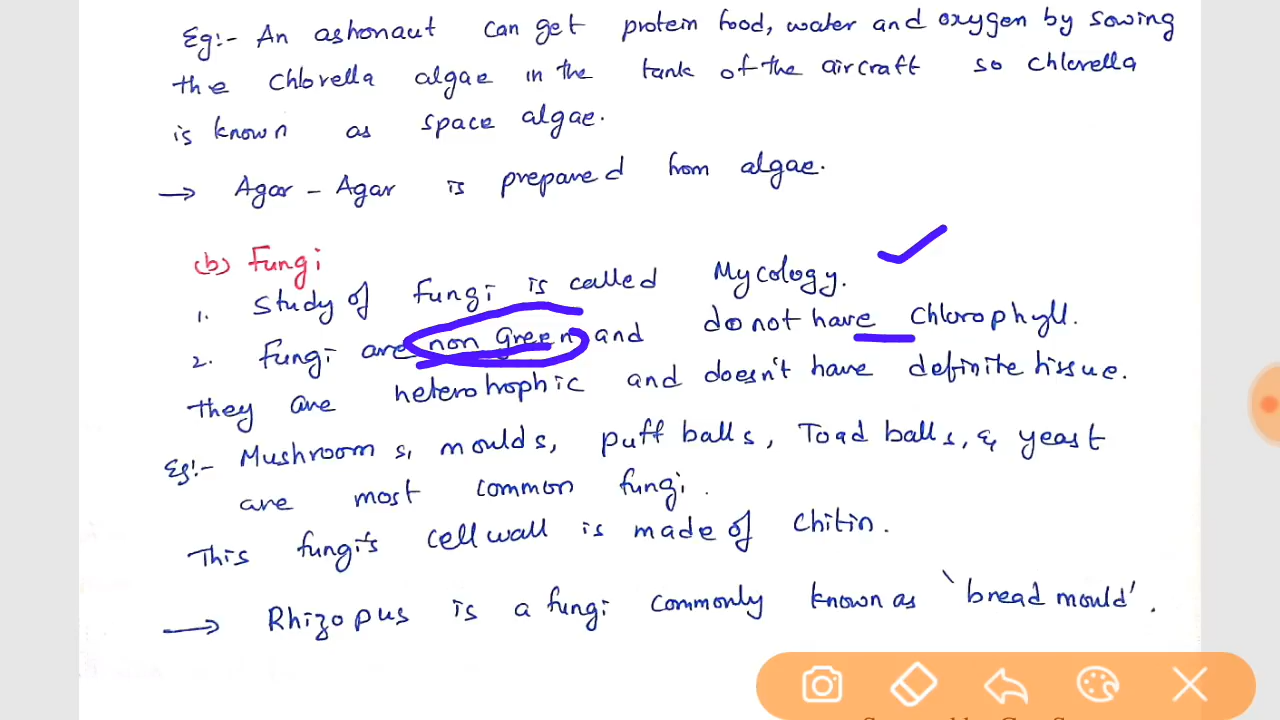 Eg:- An ashonaut can get protein food, water and oxygen by sowing
the Chlorella algae in the tank of the aircraft so chlorella
is known as space algae.
→ Agar - Agar is prepared from algae.
(b) Fungi
1. Study of fungi is called Mycology.
2. Fungi are non Green and do not have Chlorophyll.
They are heterotrophic and doesn't have definite tissue.
Eg:- Mushrooms, moulds, puff balls, Toad balls, & yeast
are most common fungi.
This fungi's cell wall is made of chitin.
→ Rhizopus is a fungi commonly known as 'bread mould'.